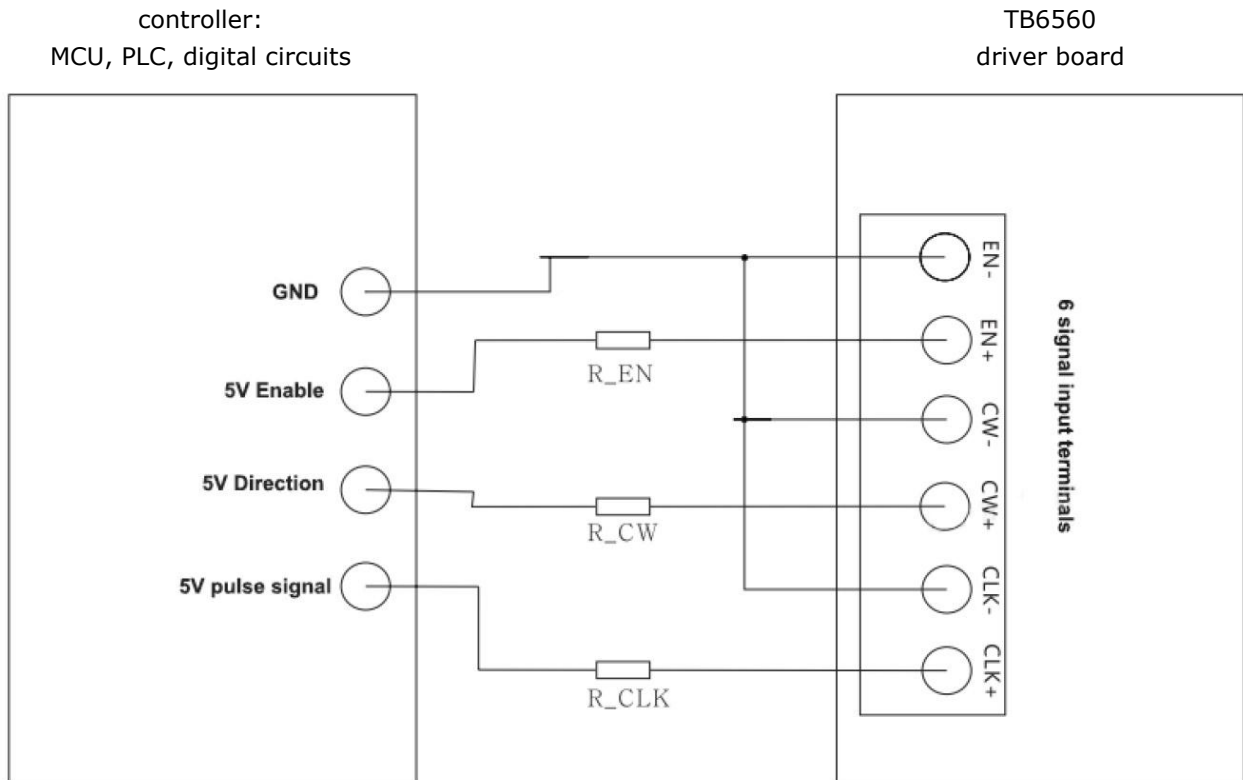 controller:
MCU, PLC, digital circuits
TB6560
driver board
GND
5V Enable
5V Direction
5V pulse signal
R_EN
R_CW
R_CLK
EN-
EN+
CW-
CW+
CLK-
CLK+
6 signal input terminals